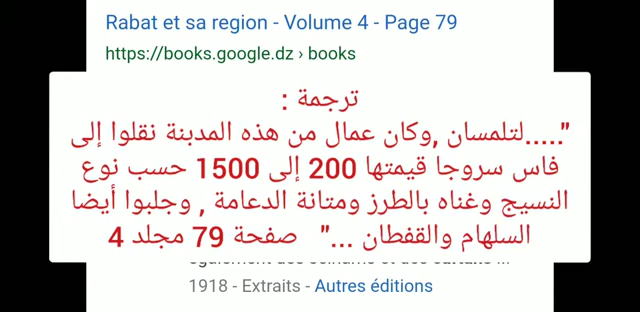 Rabat et sa region - Volume 4 - Page 79
https://books.google.dz › books
ترجمة :
".....لتلمسان ,وكان عمال من هذه المدينة نقلوا إلى
فاس سروجا قيمتها 200 إلى 1500 حسب نوع
النسيج وغناه بالطرز ومتانة الدعامة , وجلبوا أيضا
السلهام والقفطان ..." صفحة 79 مجلد 4
1918 - Extraits - Autres éditions